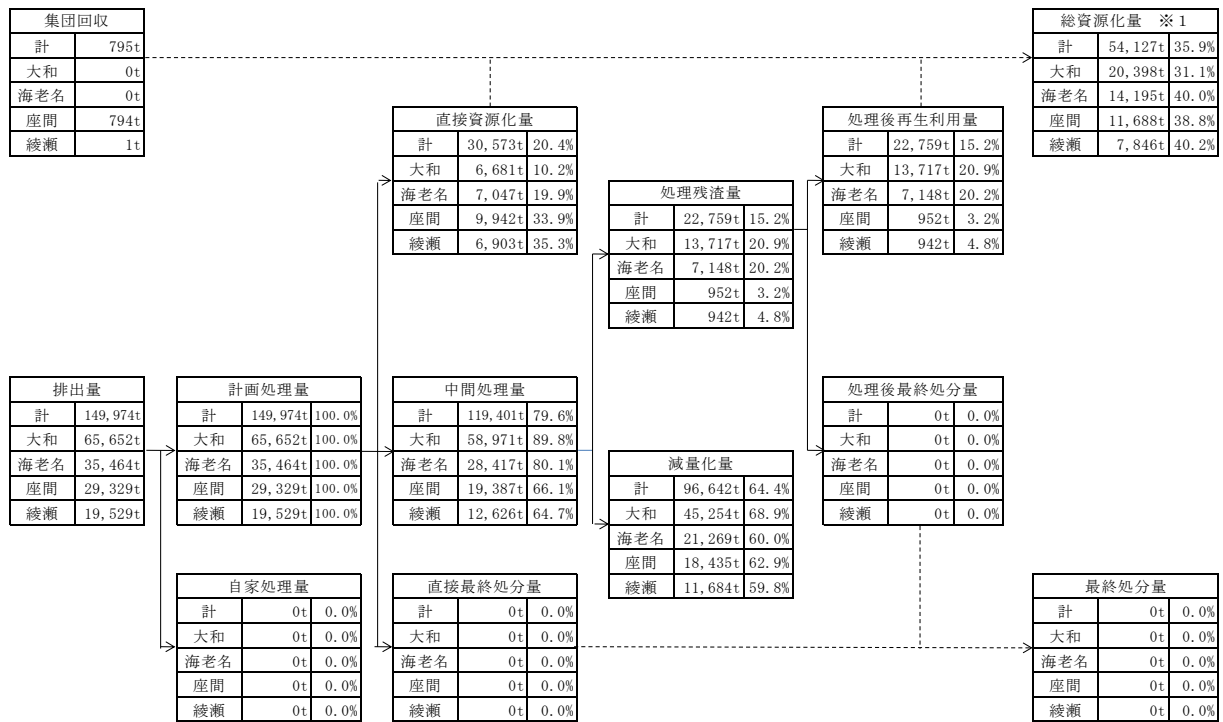 集団回収
計 795t
大和 0t
海老名 0t
座間 794t
綾瀬 1t
総資源化量 ※1
計 54,127t 35.9%
大和 20,398t 31.1%
海老名 14,195t 40.0%
座間 11,688t 38.8%
綾瀬 7,846t 40.2%
直接資源化量
計 30,573t 20.4%
大和 6,681t 10.2%
海老名 7,047t 19.9%
座間 9,942t 33.9%
綾瀬 6,903t 35.3%
処理後再生利用量
計 22,759t 15.2%
大和 13,717t 20.9%
海老名 7,148t 20.2%
座間 952t 3.2%
綾瀬 942t 4.8%
処理残渣量
計 22,759t 15.2%
大和 13,717t 20.9%
海老名 7,148t 20.2%
座間 952t 3.2%
綾瀬 942t 4.8%
排出量
計 149,974t
大和 65,652t
海老名 35,464t
座間 29,329t
綾瀬 19,529t
計画処理量
計 149,974t 100.0%
大和 65,652t 100.0%
海老名 35,464t 100.0%
座間 29,329t 100.0%
綾瀬 19,529t 100.0%
中間処理量
計 119,401t 79.6%
大和 58,971t 89.8%
海老名 28,417t 80.1%
座間 19,387t 66.1%
綾瀬 12,626t 64.7%
処理後最終処分量
計 0t 0.0%
大和 0t 0.0%
海老名 0t 0.0%
座間 0t 0.0%
綾瀬 0t 0.0%
減量化量
計 96,642t 64.4%
大和 45,254t 68.9%
海老名 21,269t 60.0%
座間 18,435t 62.9%
綾瀬 11,684t 59.8%
自家処理量
計 0t 0.0%
大和 0t 0.0%
海老名 0t 0.0%
座間 0t 0.0%
綾瀬 0t 0.0%
直接最終処分量
計 0t 0.0%
大和 0t 0.0%
海老名 0t 0.0%
座間 0t 0.0%
綾瀬 0t 0.0%
最終処分量
計 0t 0.0%
大和 0t 0.0%
海老名 0t 0.0%
座間 0t 0.0%
綾瀬 0t 0.0%